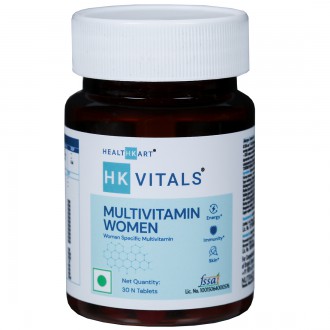 HEALTHKART®
HK VITALS®
MULTIVITAMIN
WOMEN
Women Specific Multivitamin
Energy*
Immunity*
Skin*
Net Quantity:
30 N Tablets
fssai